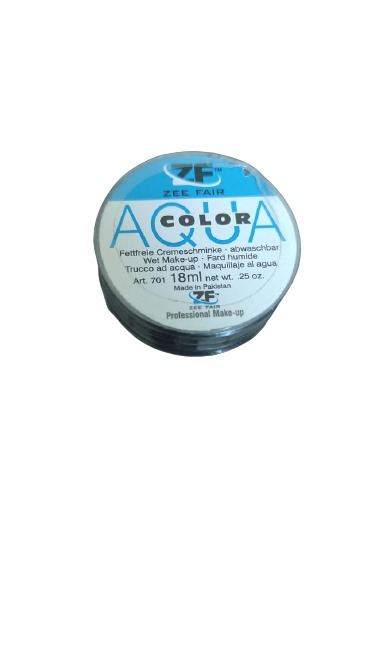 ZF™
ZEE FAIR
AQUA
COLOR
Fettfreie Cremeschminke · abwaschbar
Wet Make-up · Fard humide
Trucco ad acqua · Maquillaje al agua
Art. 701 18ml net wt. .25 oz.
Made in Pakistan
ZF
ZEE FAIR
Professional Make-up